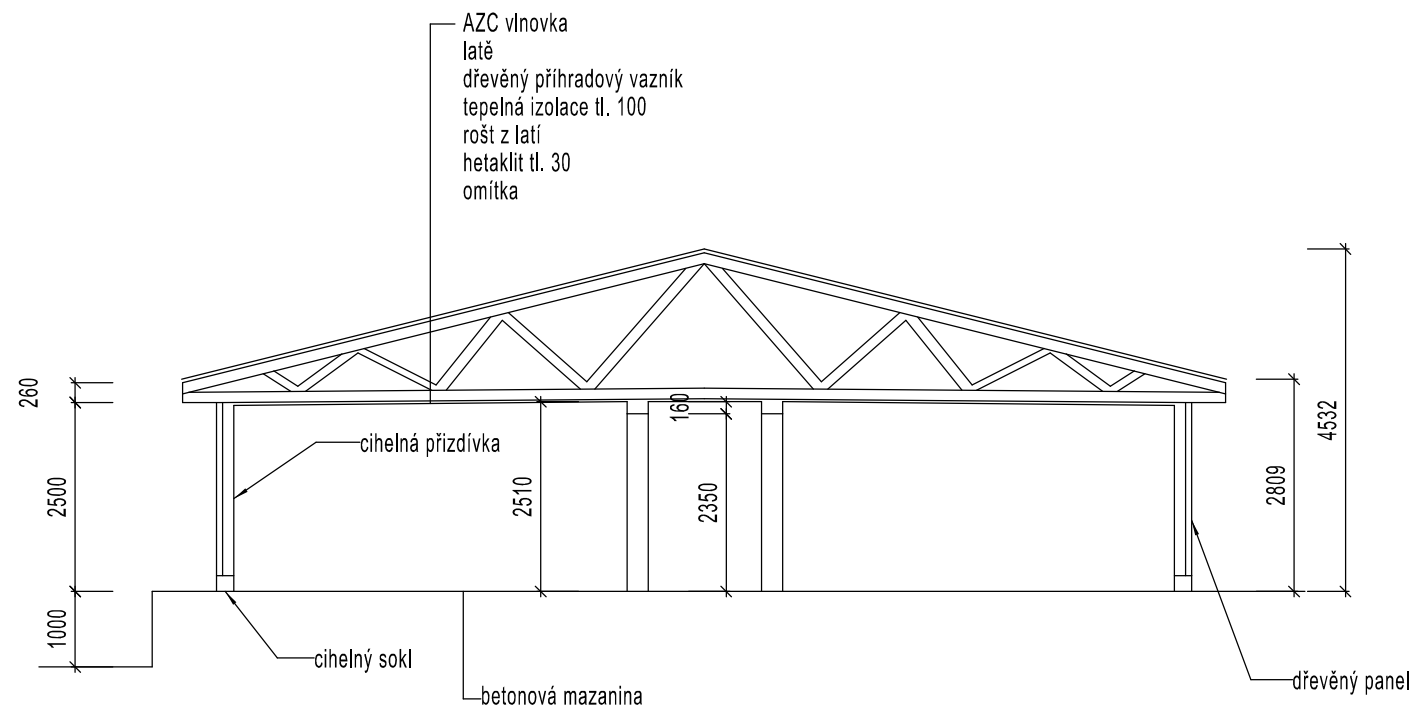 AZC vlnovka
latě
dřevěný příhradový vazník
tepelná izolace tl. 100
rošt z latí
hetaklit tl. 30
omítka
260
160
4532
cihelná přizdívka
2500
2510
2350
2809
1000
cihelný sokl
betonová mazanina
dřevěný panel